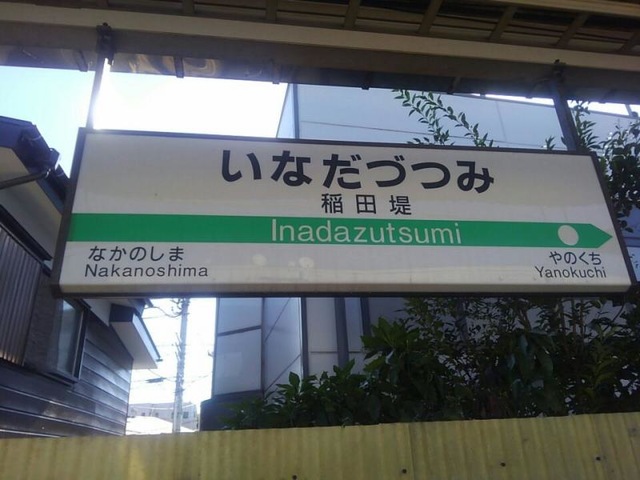 いなだづつみ
稲田堤
Inadazutsumi
なかのしま
Nakanoshima
やのくち
Yanokuchi